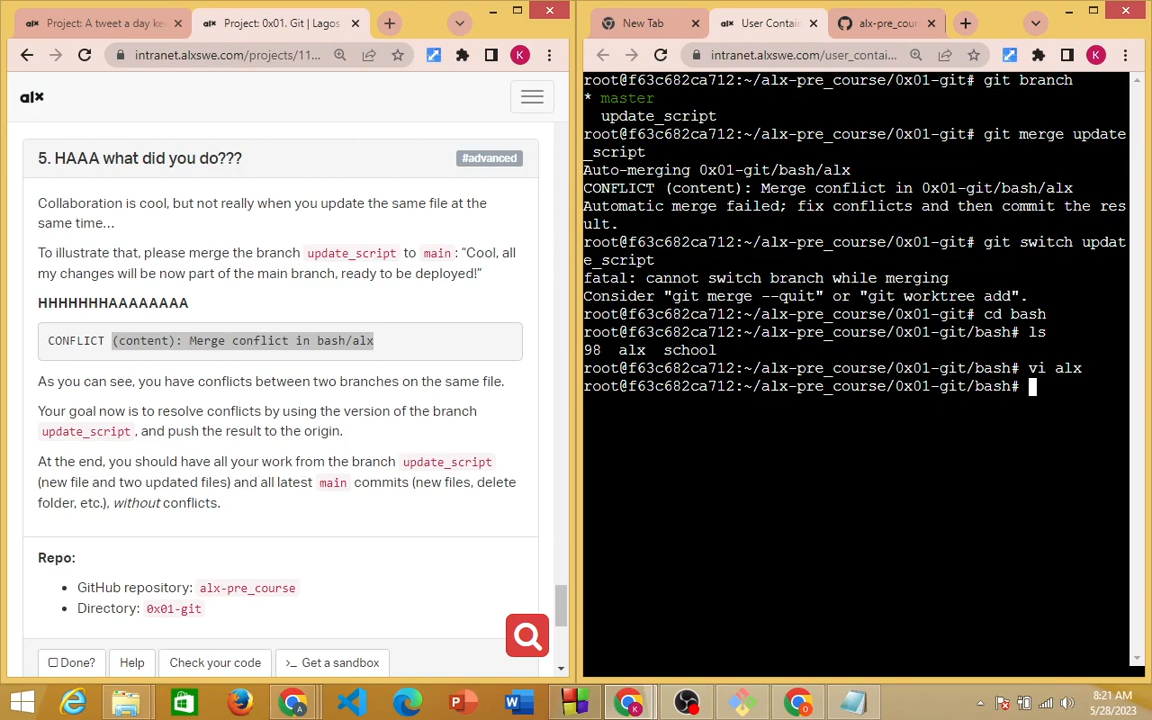 Project: A tweet a day ke
Project: 0x01. Git | Lagos
intranet.alxswe.com/projects/11...
K
alx
5. HAAA what did you do???
#advanced
Collaboration is cool, but not really when you update the same file at the
same time...
To illustrate that, please merge the branch update_script to main: "Cool, all
my changes will be now part of the main branch, ready to be deployed!"
HHHHHHHAAAAAAAA
CONFLICT (content): Merge conflict in bash/alx
As you can see, you have conflicts between two branches on the same file.
Your goal now is to resolve conflicts by using the version of the branch
update_script, and push the result to the origin.
At the end, you should have all your work from the branch update_script
(new file and two updated files) and all latest main commits (new files, delete
folder, etc.), without conflicts.
Repo:
GitHub repository: alx-pre_course
Directory: 0x01-git
Done?
Help
Check your code
>_ Get a sandbox
New Tab
User Contain
alx-pre_cour
intranet.alxswe.com/user_contai...
K
root@f63c682ca712:~/alx-pre_course/0x01-git# git branch
* master
update_script
root@f63c682ca712:~/alx-pre_course/0x01-git# git merge update
_script
Auto-merging 0x01-git/bash/alx
CONFLICT (content): Merge conflict in 0x01-git/bash/alx
Automatic merge failed; fix conflicts and then commit the res
ult.
root@f63c682ca712:~/alx-pre_course/0x01-git# git switch updat
e_script
fatal: cannot switch branch while merging
Consider "git merge --quit" or "git worktree add".
root@f63c682ca712:~/alx-pre_course/0x01-git# cd bash
root@f63c682ca712:~/alx-pre_course/0x01-git/bash# ls
98 alx school
root@f63c682ca712:~/alx-pre_course/0x01-git/bash# vi alx
root@f63c682ca712:~/alx-pre_course/0x01-git/bash#
8:21 AM
5/28/2023